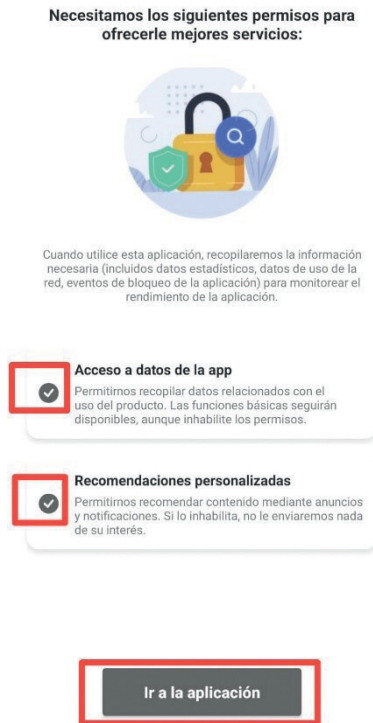 Necesitamos los siguientes permisos para
ofrecerle mejores servicios:
Cuando utilice esta aplicación, recopilaremos la información
necesaria (incluidos datos estadísticos, datos de uso de la
red, eventos de bloqueo de la aplicación) para monitorear el
rendimiento de la aplicación.
Acceso a datos de la app
Permitirnos recopilar datos relacionados con el
uso del producto. Las funciones básicas seguirán
disponibles, aunque inhabilite los permisos.
Recomendaciones personalizadas
Permitirnos recomendar contenido mediante anuncios
y notificaciones. Si lo inhabilita, no le enviaremos nada
de su interés.
Ir a la aplicación